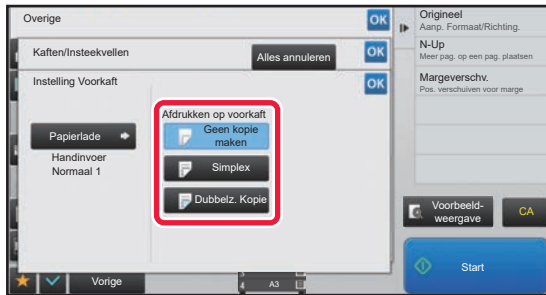 Overige
OK
Kaften/Insteekvellen
Alles annuleren
OK
Instelling Voorkaft
OK
Papierlade
Handinvoer
Normaal 1
Afdrukken op voorkaft
Geen kopie
maken
Simplex
Dubbelz. Kopie
Vorige
3
4
A3
Origineel
Aanp. Formaat/Richting.
N-Up
Meer pag. op een pag. plaatsen
Margeverschv.
Pos. verschuiven voor marge
Voorbeeld-
weergave
CA
Start